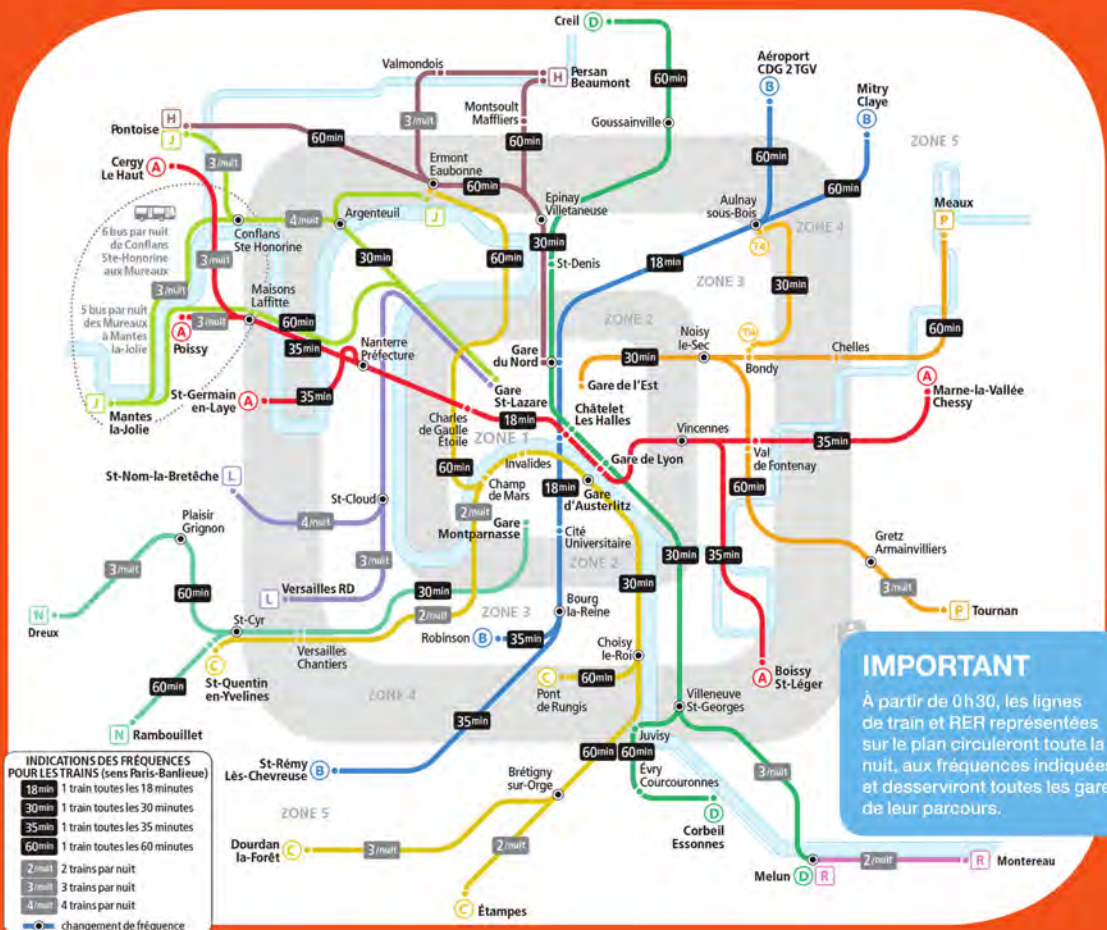 Creil D
Aéroport
CDG 2 TGV
B
Mitry
Claye
B
Valmondois
H Persan
Beaumont
60min
Montsoult
Maffliers
Goussainville
H
Pontoise
J
60min
3/nuit
60min
60min
60min
ZONE 5
3/nuit
Cergy
Le Haut A
Ermont
Eaubonne
60min
Epinay
Villetaneuse
Aulnay
sous-Bois
Meaux
P
6 bus par nuit
de Conflans
Ste-Honorine
aux Mureaux
Conflans
Ste Honorine
4/nuit
Argenteuil
J
30min
St-Denis
T4
ZONE 4
3/nuit
3/nuit
30min
60min
18min
ZONE 3
30min
5 bus par nuit
des Mureaux
à Mantes
la-Jolie
Maisons
Laffitte
A
Poissy
3/nuit
60min
35min
Nanterre
Préfecture
ZONE 2
Noisy
le-Sec
T4
Bondy
Chelles
60min
Gare
du Nord
30min
Gare de l'Est
J Mantes
la-Jolie
St-Germain
en-Laye A
35min
Gare
St-Lazare
Châtelet
Les Halles
A
Marne-la-Vallée
Chessy
Charles
de Gaulle
Étoile
18min
ZONE 1
Vincennes
35min
Val
de Fontenay
Gare de Lyon
Invalides
St-Nom-la-Bretêche L
60min
Champ
de Mars
18min
Gare
d'Austerlitz
60min
St-Cloud
4/nuit
2/nuit
Gare
Montparnasse
Cité
Universitaire
Plaisir
Grignon
Gretz
Armainvilliers
3/nuit
3/nuit
30min
35min
ZONE 2
60min
L Versailles RD
30min
30min
3/nuit
N
Dreux
St-Cyr
2/nuit
ZONE 3
Bourg
la-Reine
P Tournan
Robinson B
35min
Versailles
Chantiers
Choisy
le-Roi
C
St-Quentin
en-Yvelines
60min
C
Pont
de Rungis
60min
A Boissy
St-Léger
ZONE 4
Villeneuve
St-Georges
N Rambouillet
35min
Juvisy
60min
60min
St-Rémy
Lès-Chevreuse B
Brétigny
sur-Orge
Évry
Courcouronnes
3/nuit
ZONE 5
D
Corbeil
Essonnes
Dourdan
la-Forêt C
3/nuit
2/nuit
Melun D R
2/nuit
R Montereau
C Étampes
IMPORTANT
À partir de 0h30, les lignes
de train et RER représentées
sur le plan circuleront toute la
nuit, aux fréquences indiquées
et desserviront toutes les gare
de leur parcours.
INDICATIONS DES FRÉQUENCES
POUR LES TRAINS (sens Paris-Banlieue)
18min 1 train toutes les 18 minutes
30min 1 train toutes les 30 minutes
35min 1 train toutes les 35 minutes
60min 1 train toutes les 60 minutes
2/nuit 2 trains par nuit
3/nuit 3 trains par nuit
4/nuit 4 trains par nuit
changement de fréquence